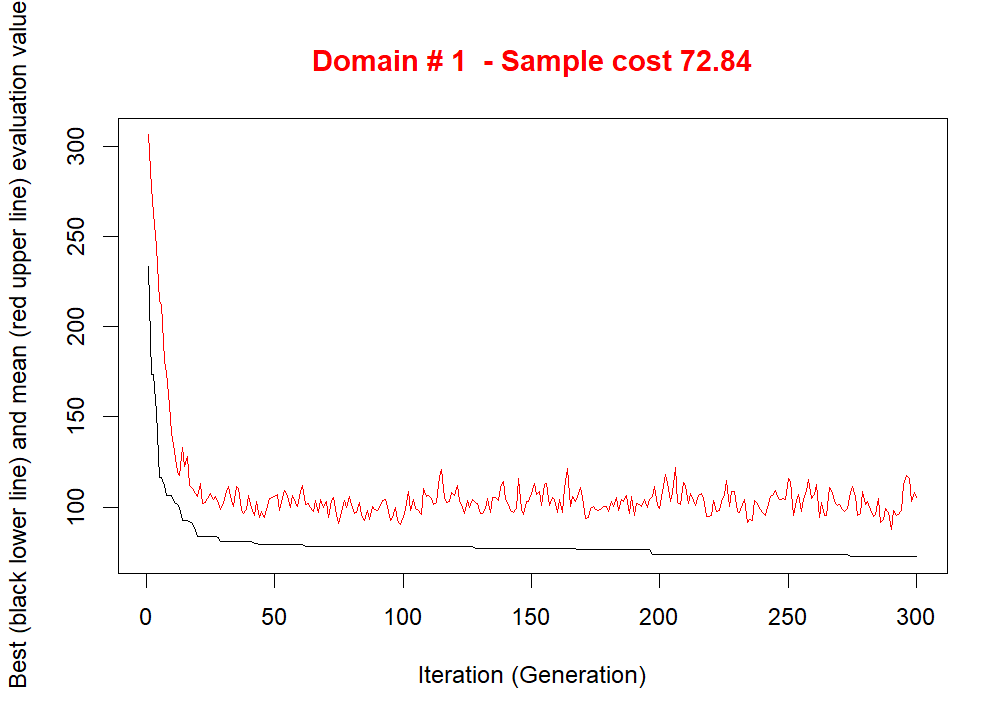 Domain # 1  - Sample cost 72.84
Best (black lower line) and mean (red upper line) evaluation value
300
250
200
150
100
0 50 100 150 200 250 300
Iteration (Generation)